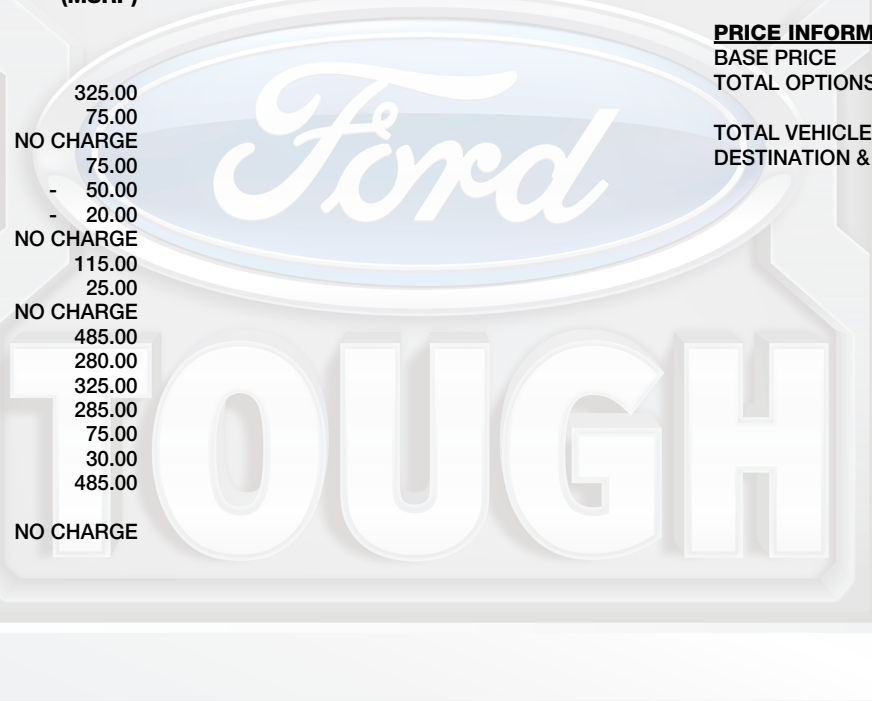 (MSRP)
325.00
75.00
NO CHARGE
75.00
- 50.00
- 20.00
NO CHARGE
115.00
25.00
NO CHARGE
485.00
280.00
325.00
285.00
75.00
30.00
485.00
NO CHARGE
PRICE INFORM
BASE PRICE
TOTAL OPTIONS
TOTAL VEHICLE
DESTINATION &
Ford
TOUGH